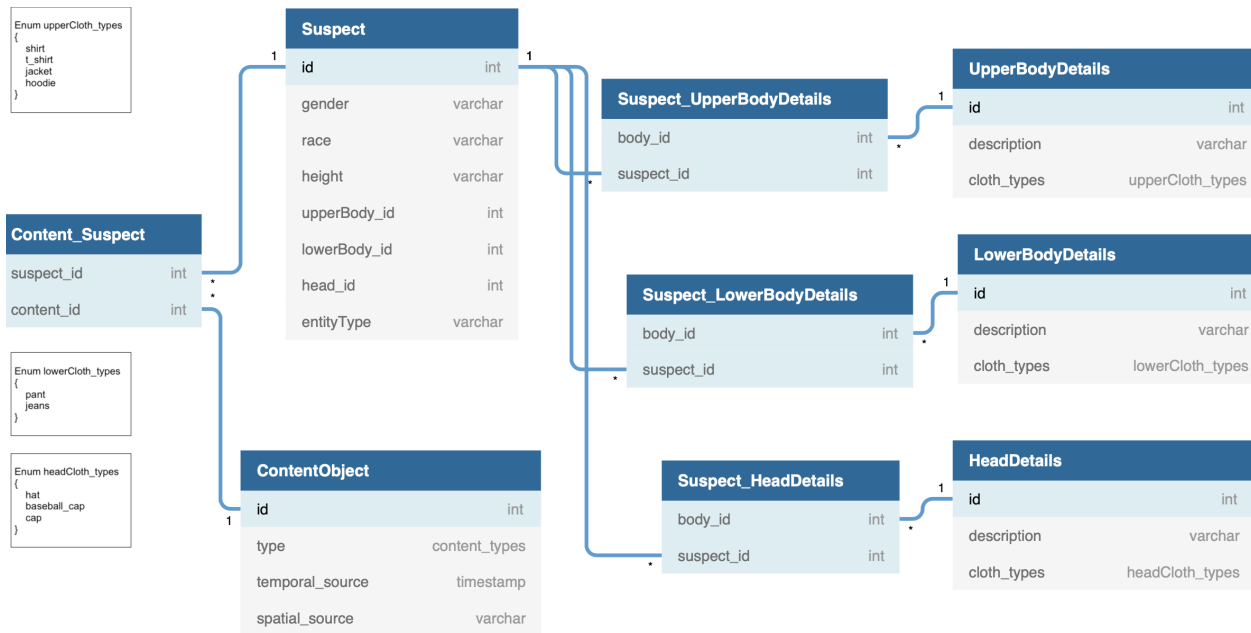 Enum upperCloth_types
{
shirt
t_shirt
jacket
hoodie
}
Suspect
1
id int
1
gender varchar
race varchar
height varchar
upperBody_id int
lowerBody_id int
head_id int
entityType varchar
Suspect_UpperBodyDetails
body_id int
*
suspect_id int
*
UpperBodyDetails
1
id int
description varchar
cloth_types upperCloth_types
Content_Suspect
suspect_id int
*
*
content_id int
Suspect_LowerBodyDetails
body_id int
*
suspect_id int
*
LowerBodyDetails
1
id int
description varchar
cloth_types lowerCloth_types
Enum lowerCloth_types
{
pant
jeans
}
Enum headCloth_types
{
hat
baseball_cap
cap
}
ContentObject
id int
1
type content_types
temporal_source timestamp
spatial_source varchar
Suspect_HeadDetails
body_id int
*
suspect_id int
*
HeadDetails
1
id int
description varchar
cloth_types headCloth_types